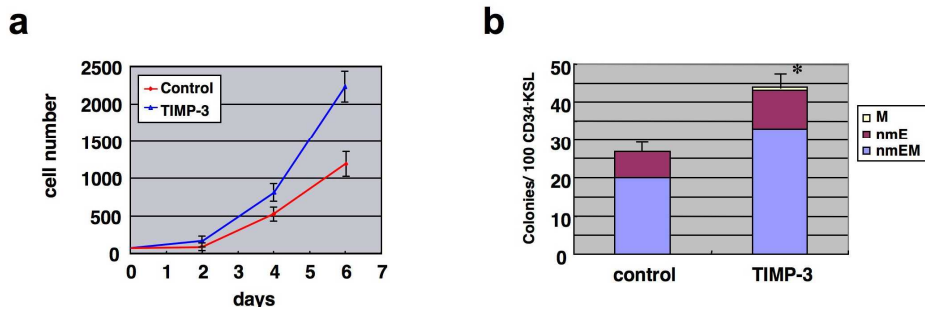 a
2500
2000
1500
1000
500
0
cell number
Control
TIMP-3
0 1 2 3 4 5 6 7
days
b
50
40
30
20
10
0
Colonies/ 100 CD34-KSL
*
control TIMP-3
M
nmE
nmEM